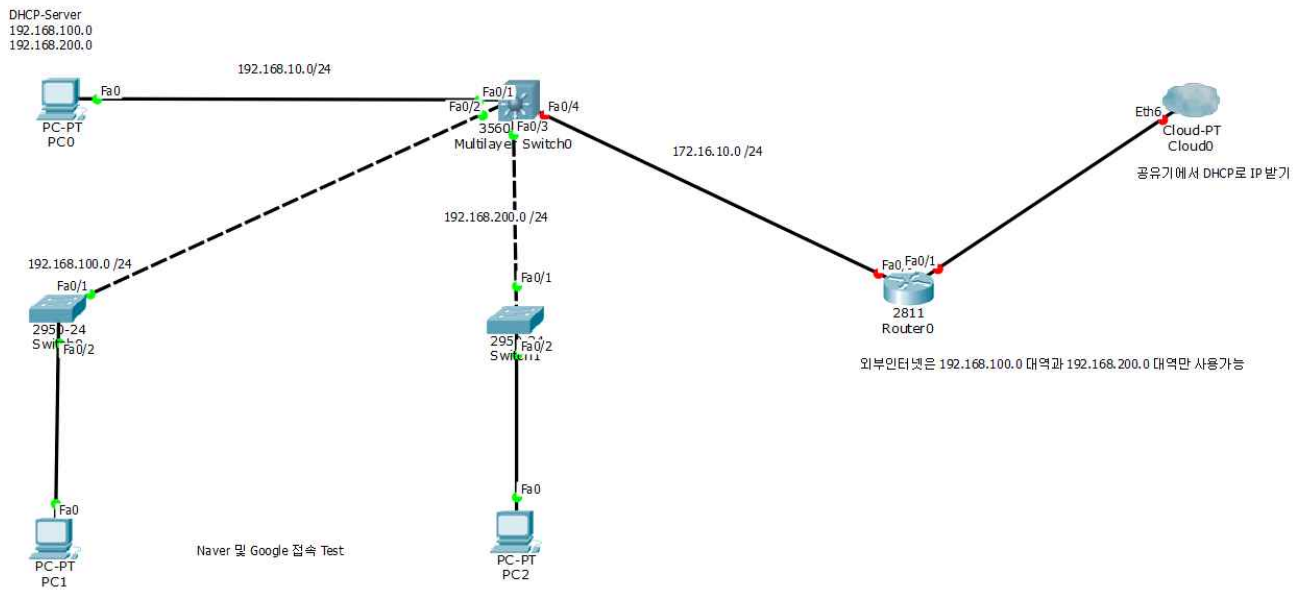 DHCP-Server
192.168.100.0
192.168.200.0
192.168.10.0/24
Fa0
PC-PT
PC0
Fa0/1
Fa0/2
Fa0/4
3560
Fa0/3
Multilayer Switch0
172.16.10.0 /24
Eth6
Cloud-PT
Cloud0
공유기에서 DHCP로 IP 받기
192.168.200.0 /24
192.168.100.0 /24
Fa0/1
2950-24
Fa0/2
Fa0/1
Switch1
Fa0/2
Fa0/1
2811
Router0
외부인터넷은 192.168.100.0 대역과 192.168.200.0 대역만 사용가능
Fa0
PC-PT
PC1
Naver 및 Google 접속 Test
Fa0
PC-PT
PC2